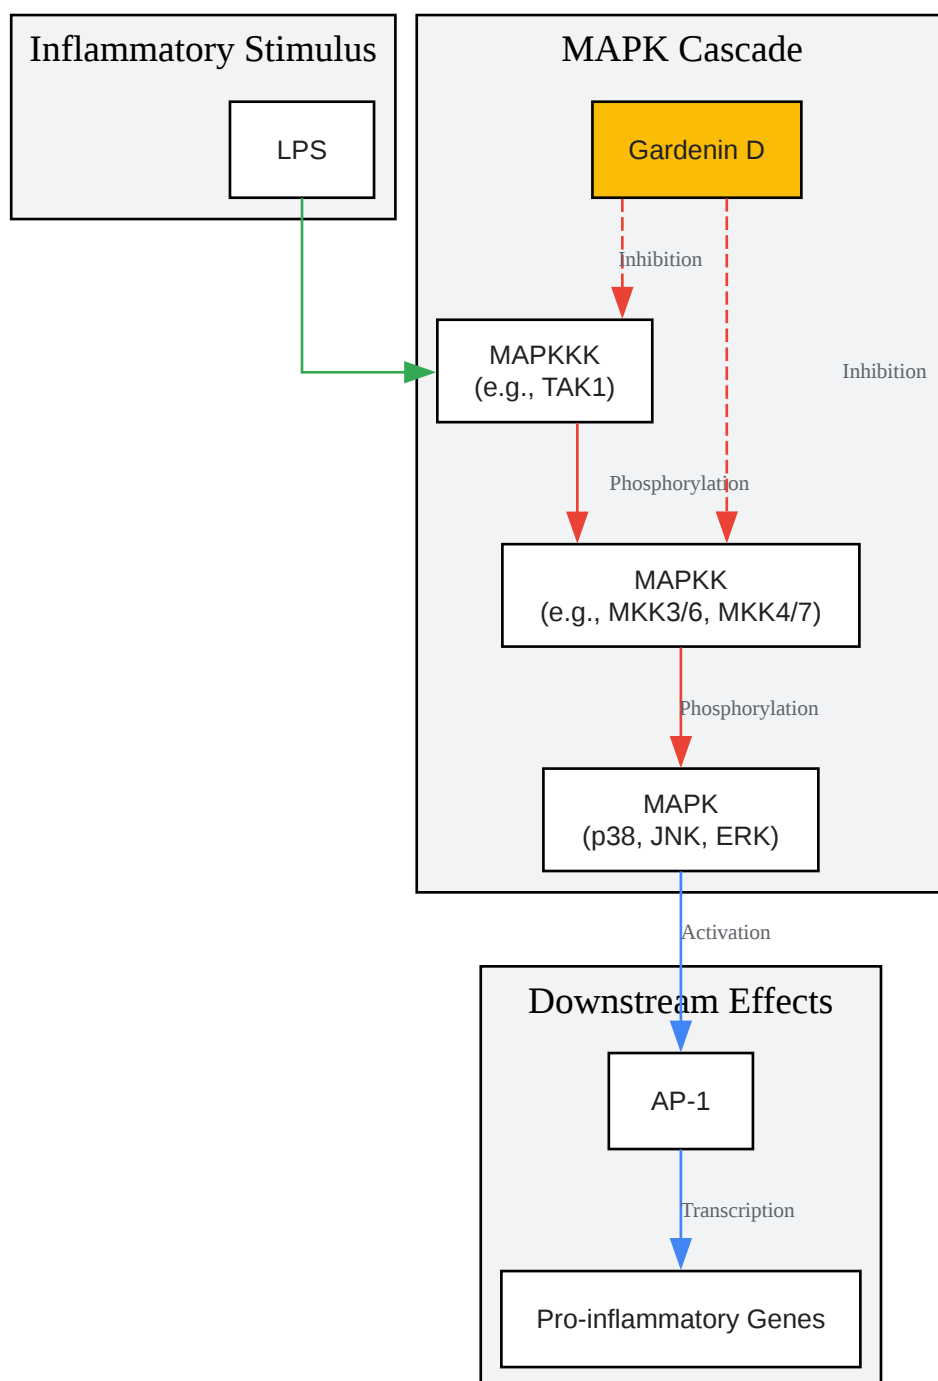 Inflammatory Stimulus
MAPK Cascade
LPS
Gardenin D
Inhibition
MAPKKK
(e.g., TAK1)
Inhibition
Phosphorylation
MAPKK
(e.g., MKK3/6, MKK4/7)
Phosphorylation
MAPK
(p38, JNK, ERK)
Activation
Downstream Effects
AP-1
Transcription
Pro-inflammatory Genes